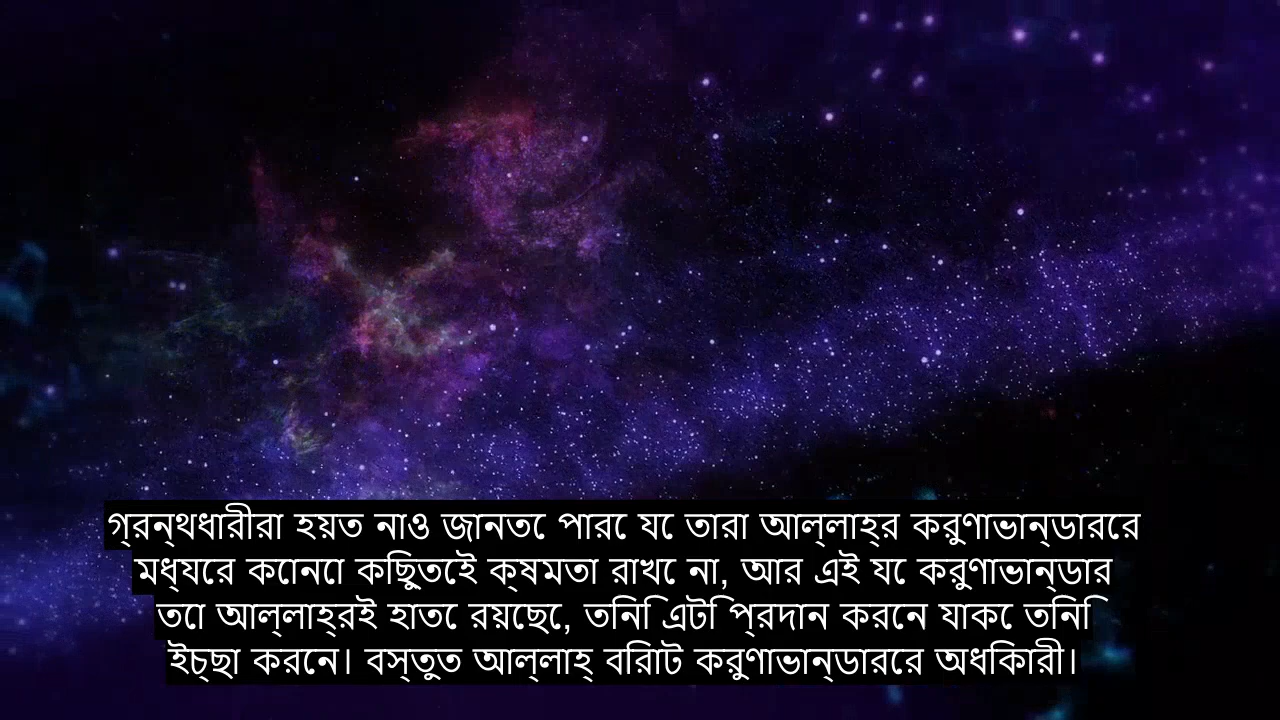 গ্রন্থধারীরা হয়ত নাও জানতে পারে যে তারা আল্লাহ্র করুণাভান্ডারের
মধ্যের কোনো কিছুতেই ক্ষমতা রাখে না, আর এই যে করুণাভান্ডার
তো আল্লাহ্রই হাতে রয়েছে, তিনি এটি প্রদান করেন যাকে তিনি
ইচ্ছা করেন। বস্তুত আল্লাহ্ বিরাট করুণাভান্ডারের অধিকারী।